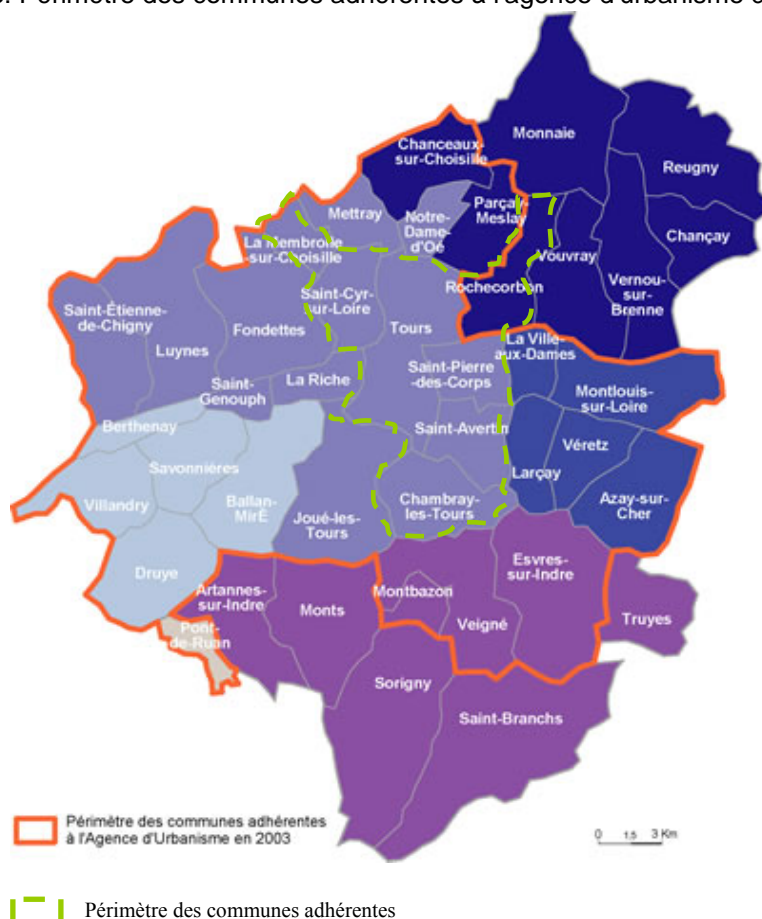 Périmètre des communes adhérentes à l'agence d'urbanisme
Monnaie
Chanceaux-
sur-Choisille
Reugny
Parçay-
Meslay
Mettray
Notre-
Dame-
d'Oé
Chançay
La Membrolle
-sur-Choisille
Vouvray
Vernou-
sur-
Brenne
Rochecorbon
Saint-Cyr-
sur-Loire
Saint-Étienne-
de-Chigny
Fondettes
Tours
Luynes
La Ville-
aux-Dames
Saint-Pierre
-des-Corps
La Riche
Saint-
Genouph
Montlouis-
sur-Loire
Berthenay
Saint-Avertin
Véretz
Savonnières
Larçay
Villandry
Ballan-
MirÉ
Chambray-
les-Tours
Azay-sur-
Cher
Joué-les-
Tours
Druye
Esvres-
sur-Indre
Artannes-
sur-Indre
Montbazon
Monts
Veigné
Truyes
Pont-
de-Ruan
Sorigny
Saint-Branchs
Périmètre des communes adhérentes
à l'Agence d'Urbanisme en 2003
0 1.5 3 Km
Périmètre des communes adhérentes